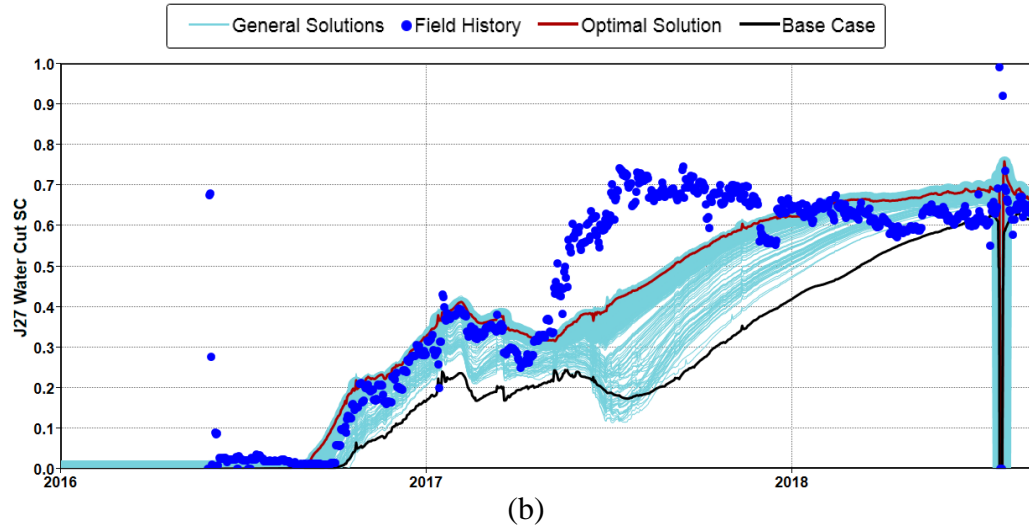 General Solutions Field History Optimal Solution Base Case
1.0
0.9
0.8
0.7
0.6
0.5
0.4
0.3
0.2
0.1
0.0
J27 Water Cut SC
2016 2017 2018
(b)